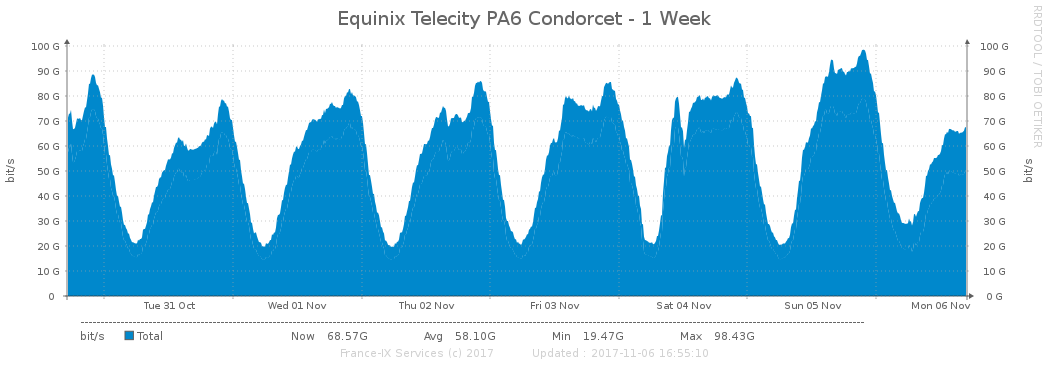 Equinix Telecity PA6 Condorcet - 1 Week
RRDTOOL / TOBI OETIKER
100 G 100 G
90 G 90 G
80 G 80 G
70 G 70 G
60 G 60 G
50 G 50 G
40 G 40 G
30 G 30 G
20 G 20 G
10 G 10 G
0 0 G
bit/s bit/s
Tue 31 Oct Wed 01 Nov Thu 02 Nov Fri 03 Nov Sat 04 Nov Sun 05 Nov Mon 06 Nov
bit/s Total Now 68.57G Avg 58.10G Min 19.47G Max 98.43G
France-IX Services (c) 2017 Updated : 2017-11-06 16:55:10